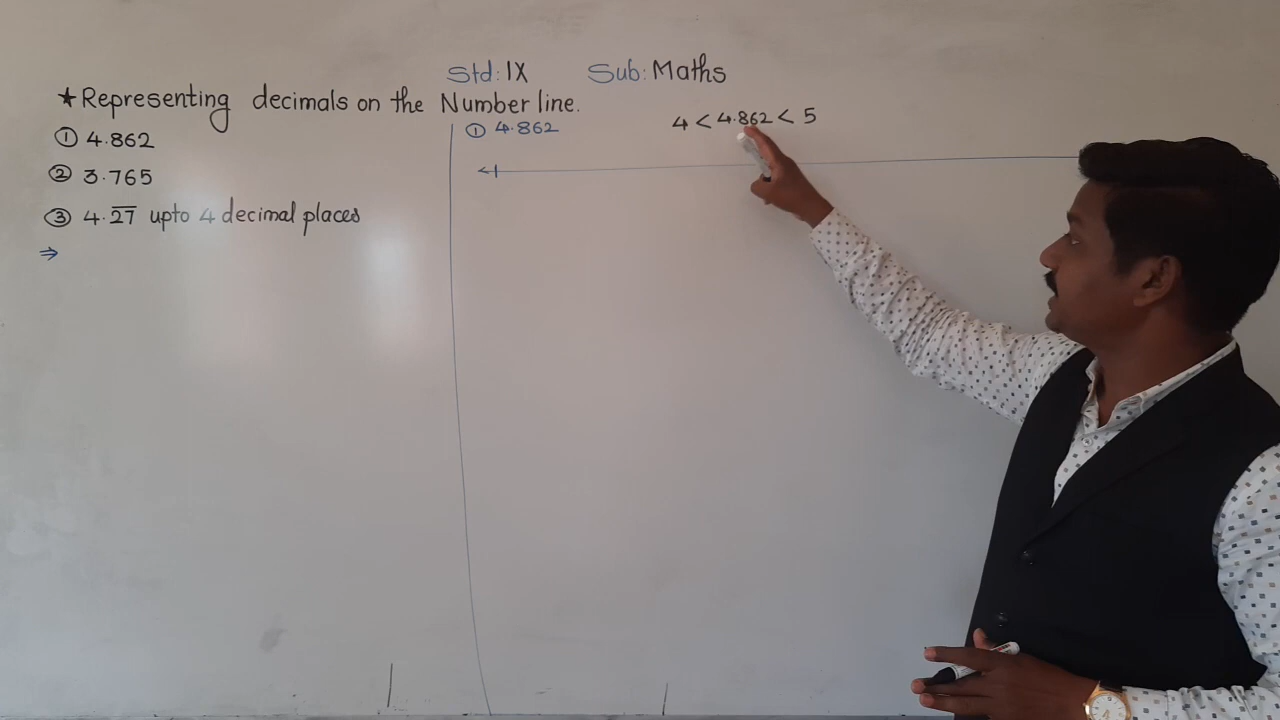 Std: IX Sub: Maths
★Representing decimals on the Number line.
① 4.862
② 3.765
③ 4.2̅7̅ upto 4 decimal places
⇒
① 4.862
4 < 4.862 < 5